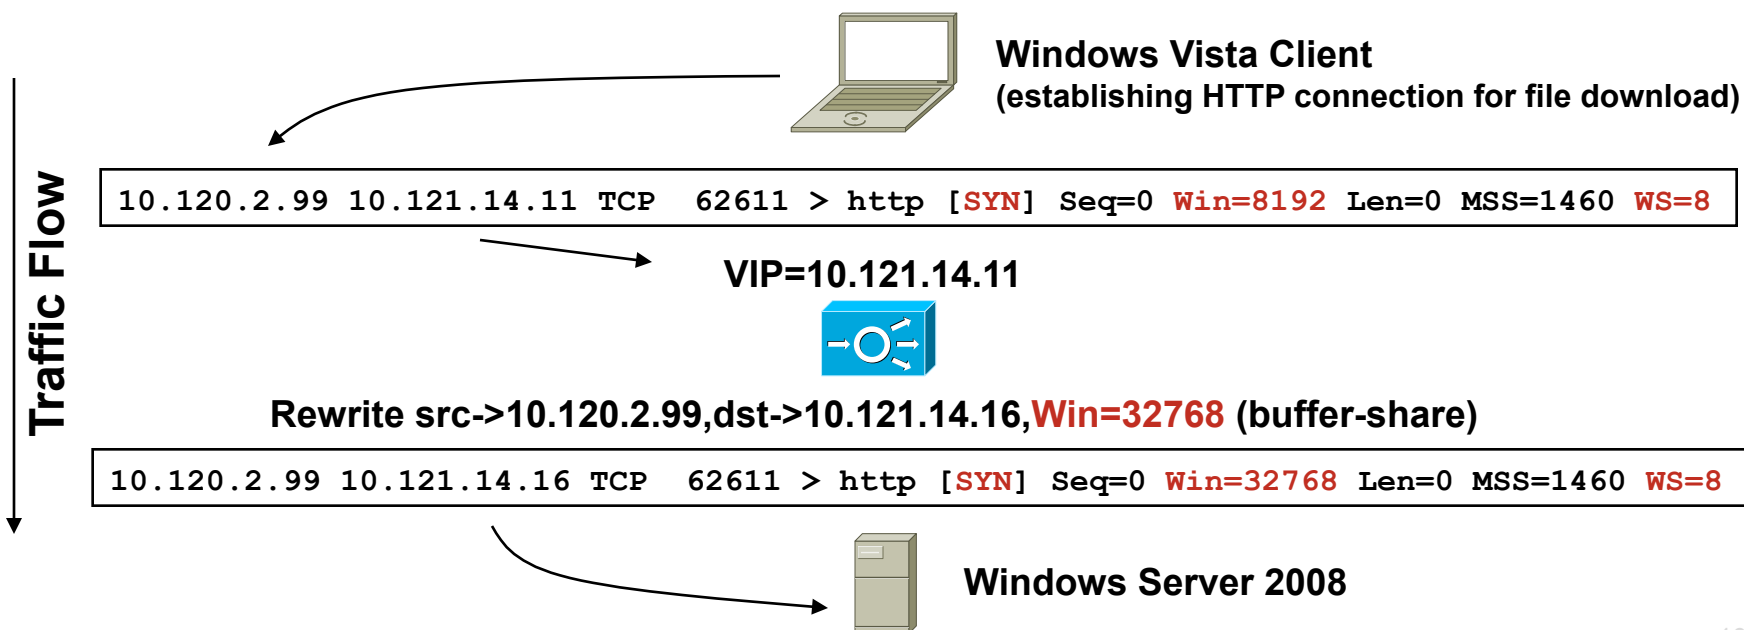 Windows Vista Client
(establishing HTTP connection for file download)
Traffic Flow
10.120.2.99 10.121.14.11 TCP 62611 > http [SYN] Seq=0 Win=8192 Len=0 MSS=1460 WS=8
VIP=10.121.14.11
Rewrite src->10.120.2.99,dst->10.121.14.16,Win=32768 (buffer-share)
10.120.2.99 10.121.14.16 TCP 62611 > http [SYN] Seq=0 Win=32768 Len=0 MSS=1460 WS=8
Windows Server 2008